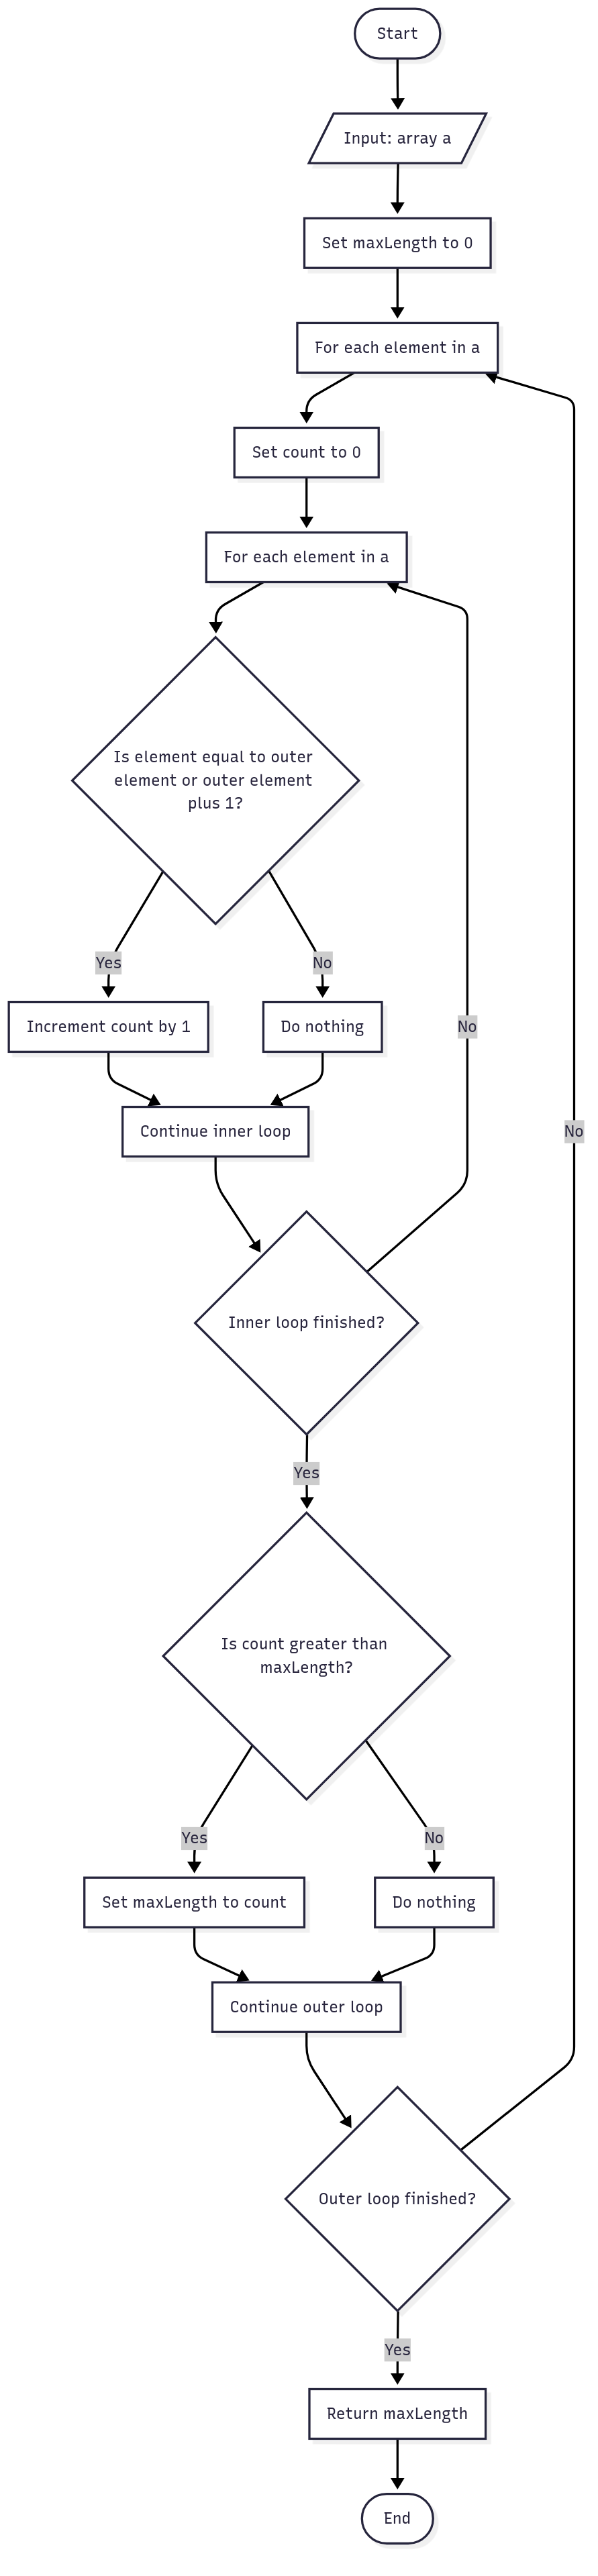 Start
Input: array a
Set maxLength to 0
For each element in a
Set count to 0
For each element in a
Is element equal to outer
element or outer element
plus 1?
Yes
No
Increment count by 1
Do nothing
No
Continue inner loop
No
Inner loop finished?
Yes
Is count greater than
maxLength?
Yes
No
Set maxLength to count
Do nothing
Continue outer loop
Outer loop finished?
Yes
Return maxLength
End